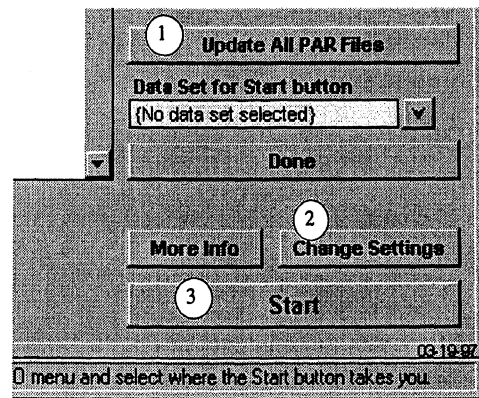 1
Update All PAR Files
Data Set for Start button
{No data set selected}
Done
2
More Info
Change Settings
3
Start
03-19-97
menu and select where the Start button takes you.